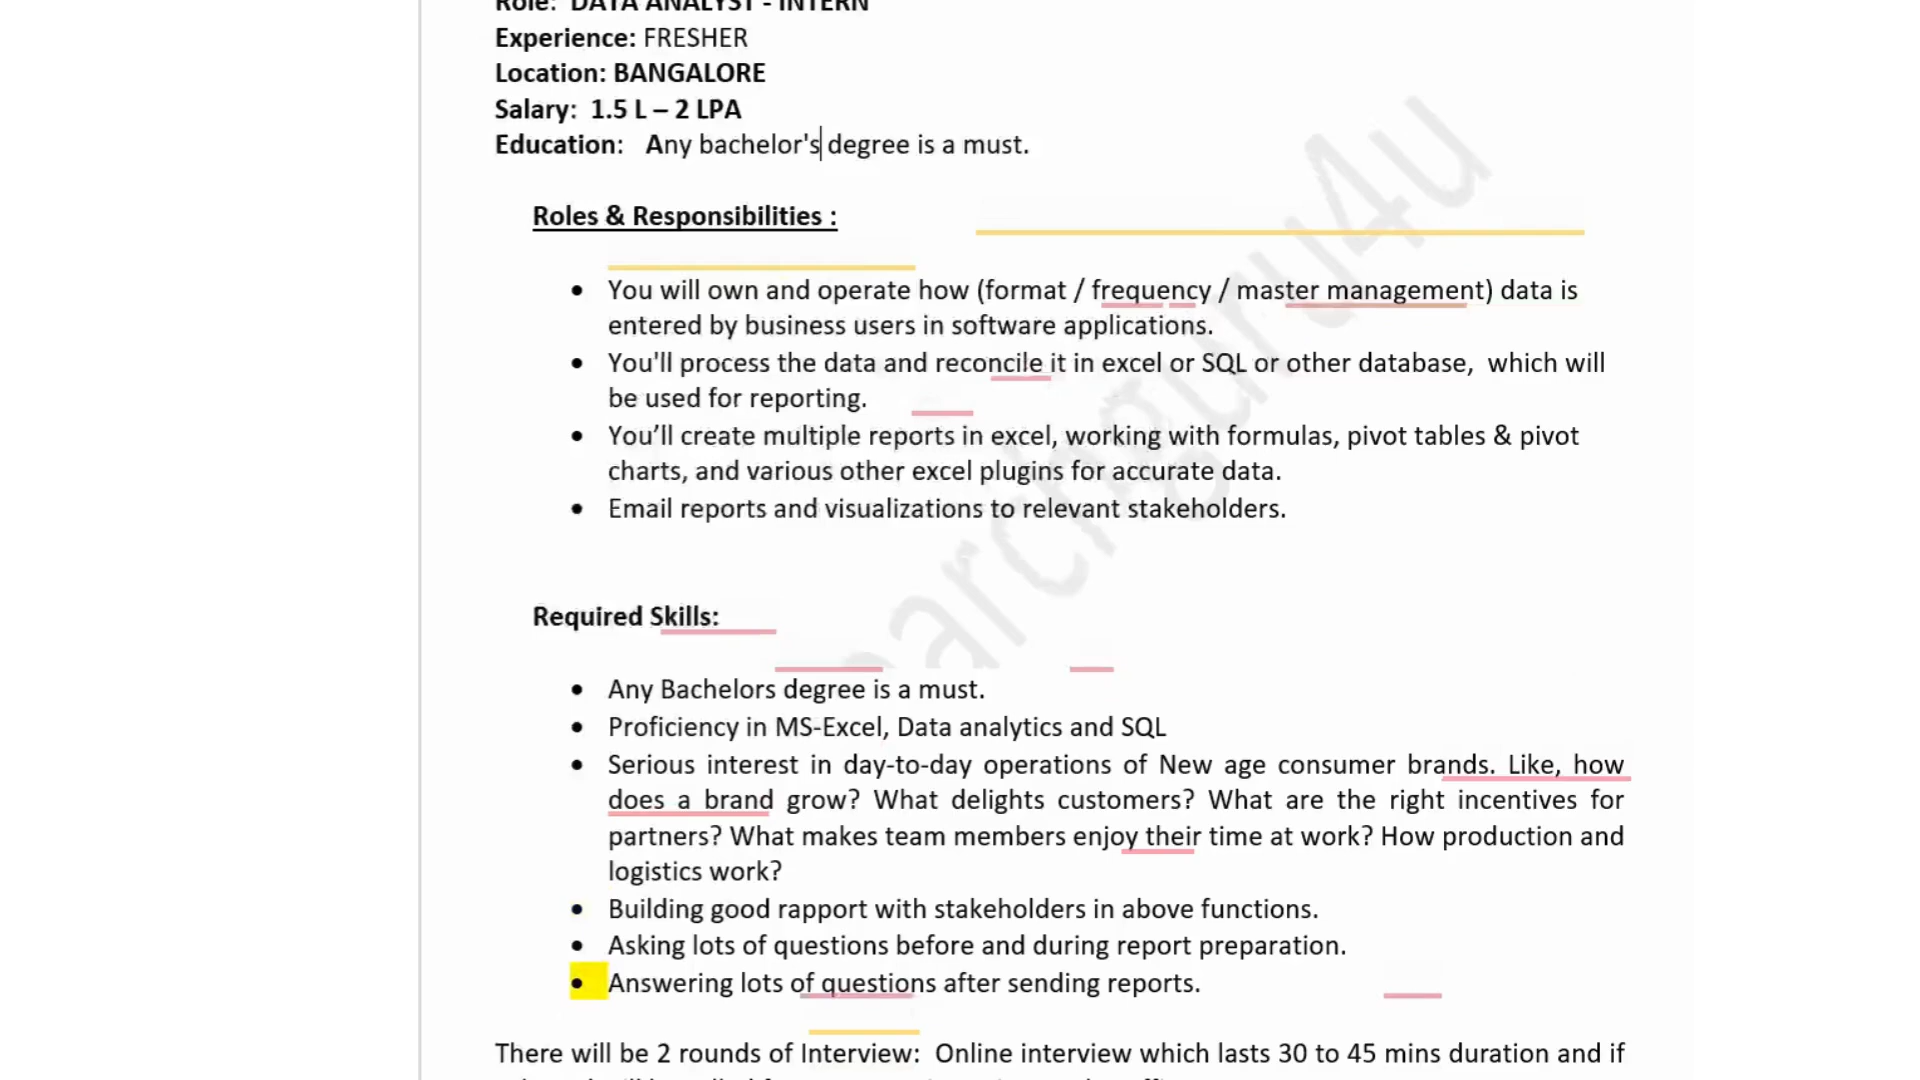 Role: DATA ANALYST - INTERN
Experience: FRESHER
Location: BANGALORE
Salary: 1.5 L – 2 LPA
Education: Any bachelor's degree is a must.
Roles & Responsibilities :
• You will own and operate how (format / frequency / master management) data is
entered by business users in software applications.
• You'll process the data and reconcile it in excel or SQL or other database, which will
be used for reporting.
• You’ll create multiple reports in excel, working with formulas, pivot tables & pivot
charts, and various other excel plugins for accurate data.
• Email reports and visualizations to relevant stakeholders.
Required Skills:
• Any Bachelors degree is a must.
• Proficiency in MS-Excel, Data analytics and SQL
• Serious interest in day-to-day operations of New age consumer brands. Like, how
does a brand grow? What delights customers? What are the right incentives for
partners? What makes team members enjoy their time at work? How production and
logistics work?
• Building good rapport with stakeholders in above functions.
• Asking lots of questions before and during report preparation.
• Answering lots of questions after sending reports.
There will be 2 rounds of Interview: Online interview which lasts 30 to 45 mins duration and if